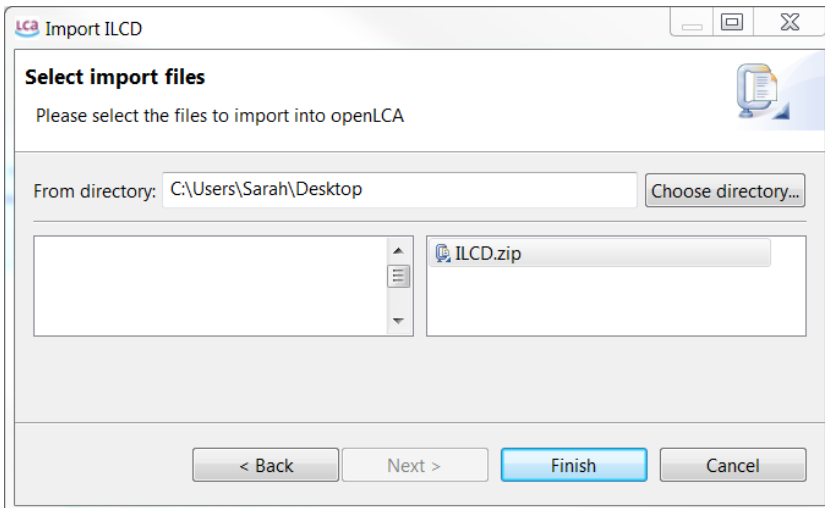 LCa Import ILCD
Select import files
Please select the files to import into openLCA
From directory: C:\Users\Sarah\Desktop Choose directory...
ILCD.zip
< Back Next > Finish Cancel